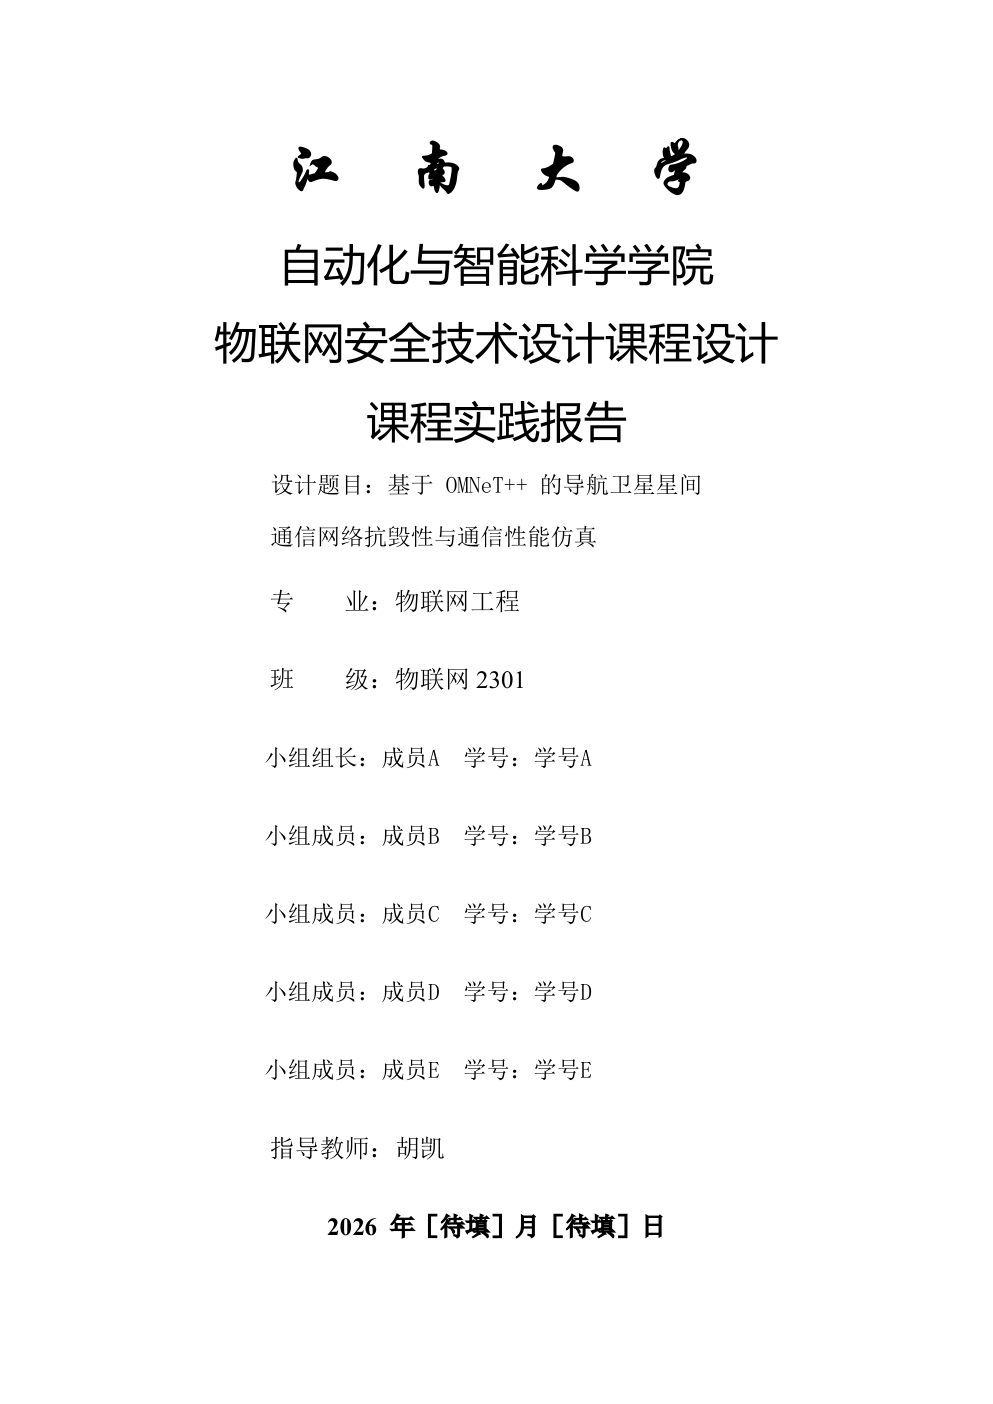 江 南 大 学
自动化与智能科学学院
物联网安全技术设计课程设计
课程实践报告
设计题目：基于 OMNeT++ 的导航卫星星间
通信网络抗毁性与通信性能仿真
专 业：物联网工程
班 级：物联网 2301
小组组长：成员A 学号：学号A
小组成员：成员B 学号：学号B
小组成员：成员C 学号：学号C
小组成员：成员D 学号：学号D
小组成员：成员E 学号：学号E
指导教师：胡凯
2026 年［待填］月［待填］日